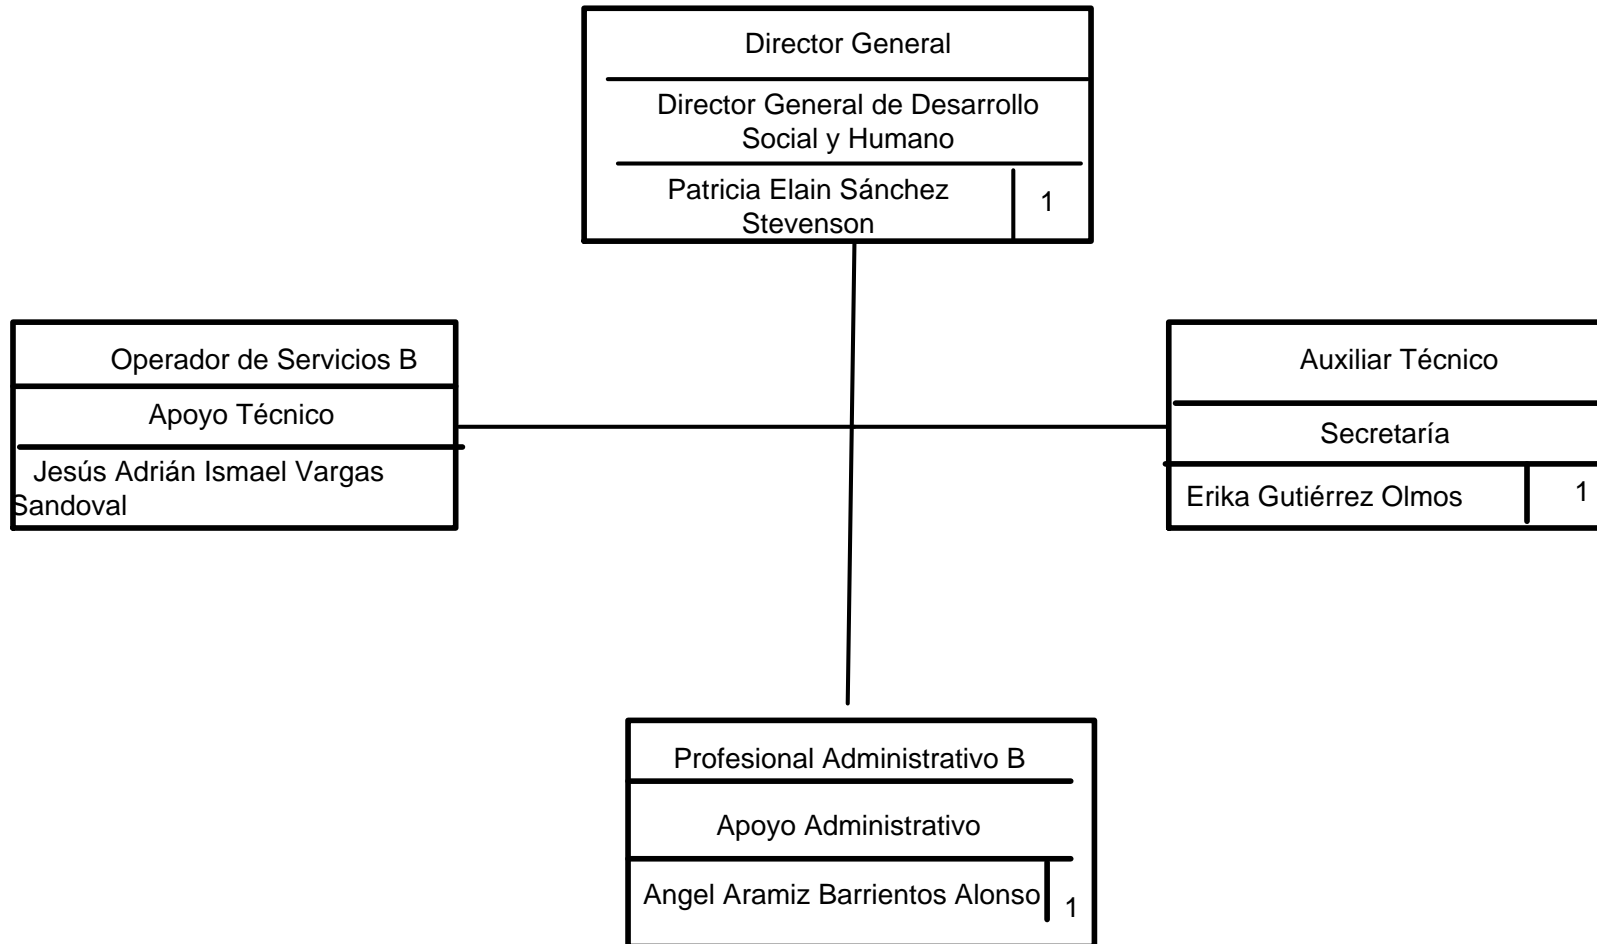 Director General
Director General de Desarrollo
Social y Humano
Patricia Elain Sánchez
Stevenson
1
Operador de Servicios B
Apoyo Técnico
Jesús Adrián Ismael Vargas
Sandoval
Auxiliar Técnico
Secretaría
Erika Gutiérrez Olmos
1
Profesional Administrativo B
Apoyo Administrativo
Angel Aramiz Barrientos Alonso
1